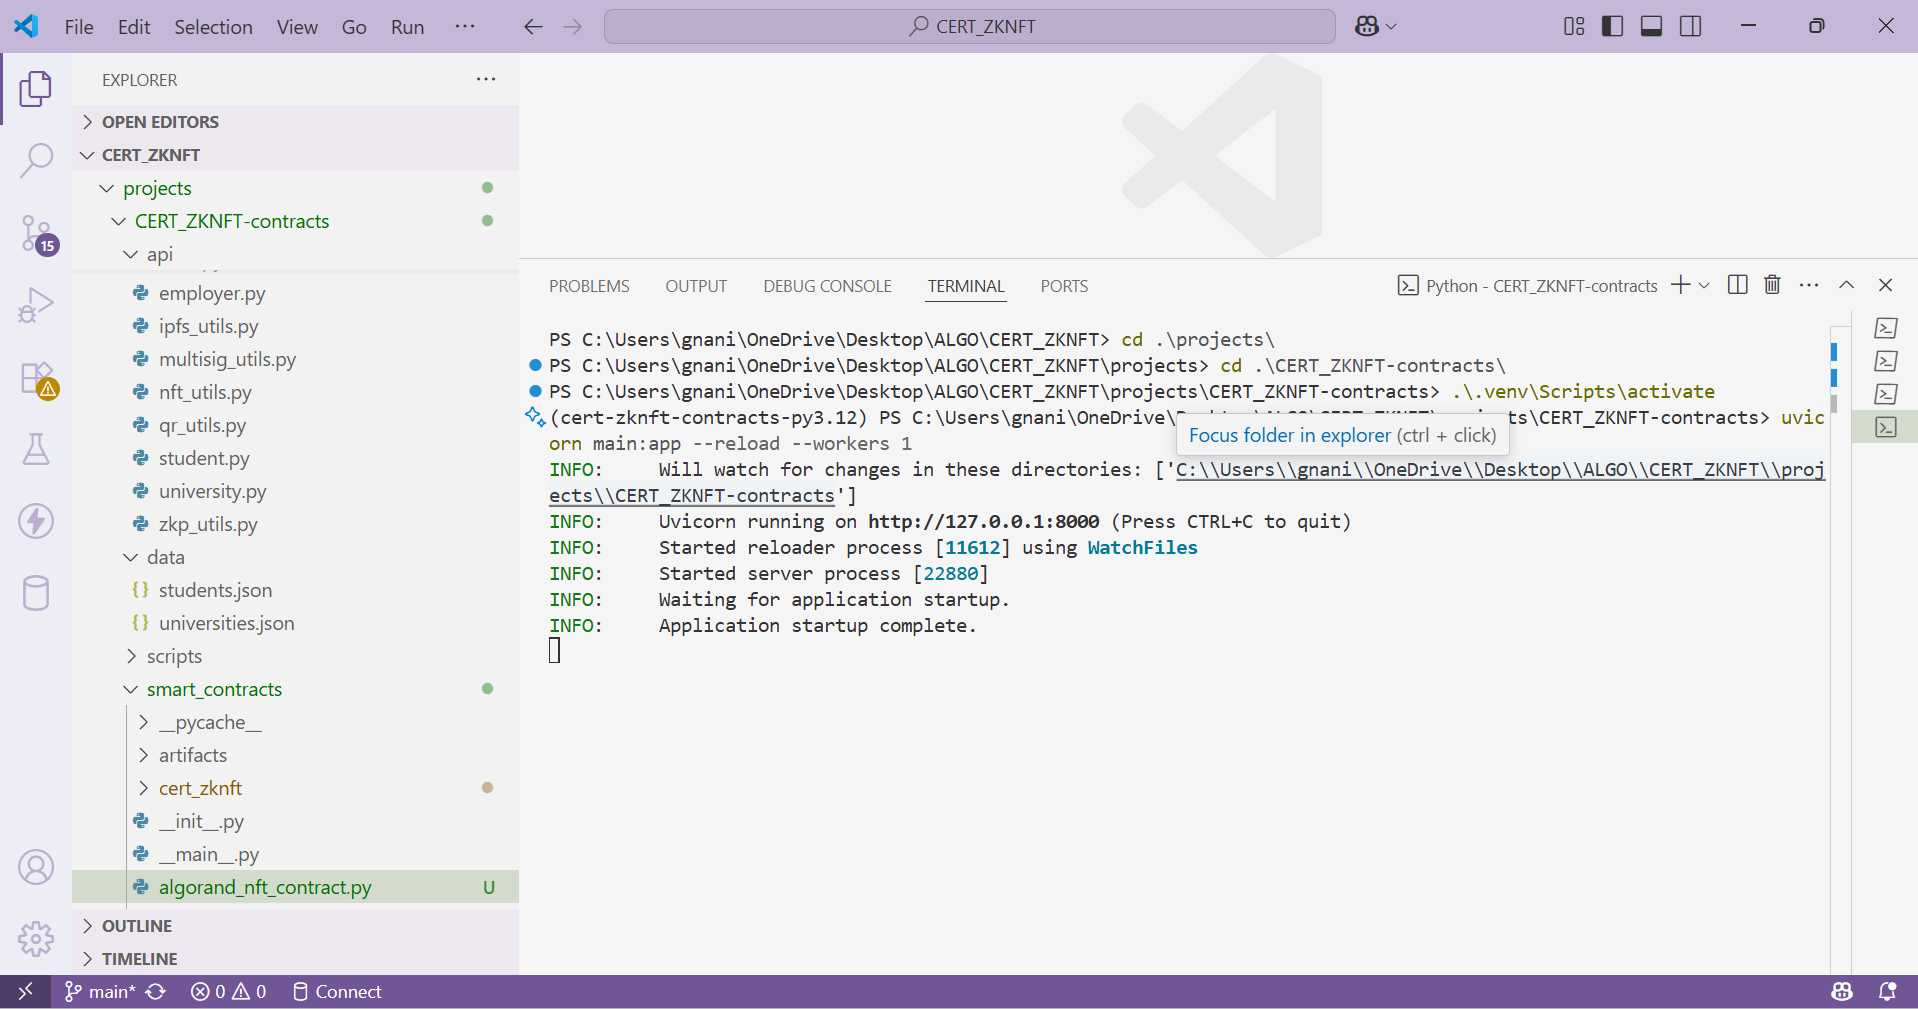 File Edit Selection View Go Run ··· CERT_ZKNFT
EXPLORER ···
OPEN EDITORS
CERT_ZKNFT
projects
CERT_ZKNFT-contracts
api
employer.py
ipfs_utils.py
multisig_utils.py
nft_utils.py
qr_utils.py
student.py
university.py
zkp_utils.py
data
{} students.json
{} universities.json
scripts
smart_contracts
__pycache__
artifacts
cert_zknft
__init__.py
__main__.py
algorand_nft_contract.py U
OUTLINE
TIMELINE
15
PROBLEMS OUTPUT DEBUG CONSOLE TERMINAL PORTS Python - CERT_ZKNFT-contracts ···
PS C:\Users\gnani\OneDrive\Desktop\ALGO\CERT_ZKNFT> cd .\projects\
PS C:\Users\gnani\OneDrive\Desktop\ALGO\CERT_ZKNFT\projects> cd .\CERT_ZKNFT-contracts\
PS C:\Users\gnani\OneDrive\Desktop\ALGO\CERT_ZKNFT\projects\CERT_ZKNFT-contracts> .\.venv\Scripts\activate
(cert-zknft-contracts-py3.12) PS C:\Users\gnani\OneDrive\Desktop\ALGO\CERT_ZKNFT\projects\CERT_ZKNFT-contracts> uvic
orn main:app --reload --workers 1
Focus folder in explorer (ctrl + click)
INFO: Will watch for changes in these directories: ['C:\\Users\\gnani\\OneDrive\\Desktop\\ALGO\\CERT_ZKNFT\\proj
ects\\CERT_ZKNFT-contracts']
INFO: Uvicorn running on http://127.0.0.1:8000 (Press CTRL+C to quit)
INFO: Started reloader process [11612] using WatchFiles
INFO: Started server process [22880]
INFO: Waiting for application startup.
INFO: Application startup complete.
main* 0 0 Connect